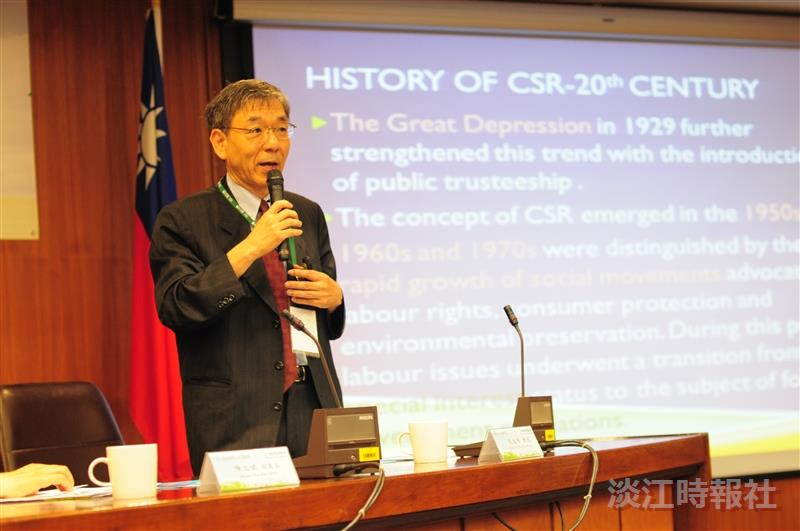 HISTORY OF CSR-20th CENTURY
The Great Depression in 1929 further
strengthened this trend with the introductio
of public trusteeship .
The concept of CSR emerged in the 1950s
1960s and 1970s were distinguished by the
rapid growth of social movements advocat
labour rights, consumer protection and
environmental preservation. During this p
labour issues underwent a transition from
special interest status to the subject of fo
淡江時報社